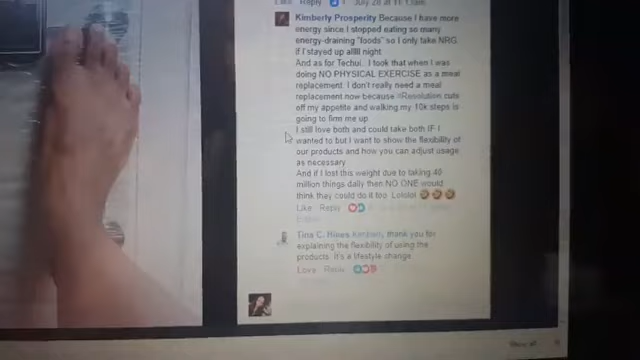 Like Reply 1 July 28 at 11:13am
Kimberly Prosperity Because I have more
energy since I stopped eating so many
energy-draining "foods" so I only take NRG
if I stayed up alllll night
And as for Techui.. I took that when I was
doing NO PHYSICAL EXERCISE as a meal
replacement. I don't really need a meal
replacement now because #Resolution cuts
off my appetite and walking my 10k steps is
going to firm me up
I still love both and could take both IF I
wanted to but I want to show the flexibility of
our products and how you can adjust usage
as necessary
And if I lost this weight due to taking 40
million things daily then NO ONE would
think they could do it too. Lololol
Like Reply
Tina C. Hines Kimberly, thank you for
explaining the flexibility of using the
products. It's a lifestyle change
Love Reply
Show all